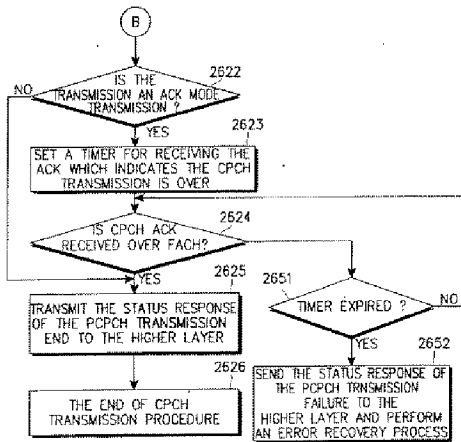 B
IS THE
TRANSMISSION AN ACK MODE
TRANSMISSION ?
2622
NO
YES
2623
SET A TIMER FOR RECEIVING THE
ACK WHICH INDICATES THE CPCH
TRANSMISSION IS OVER
2624
IS CPCH ACK
RECEIVED OVER FACH?
YES
2625
TRANSMIT THE STATUS RESPONSE
OF THE PCPCH TRANSMISSION
END TO THE HIGHER LAYER
2651
TIMER EXPIRED ?
NO
YES
2626
THE END OF CPCH
TRANSMISSION PROCEDURE
2652
SEND THE STATUS RESPONSE OF
THE PCPCH TRNSMISSION
FAILURE TO THE
HIGHER LAYER AND PERFORM
AN ERROR RECOVERY PROCESS